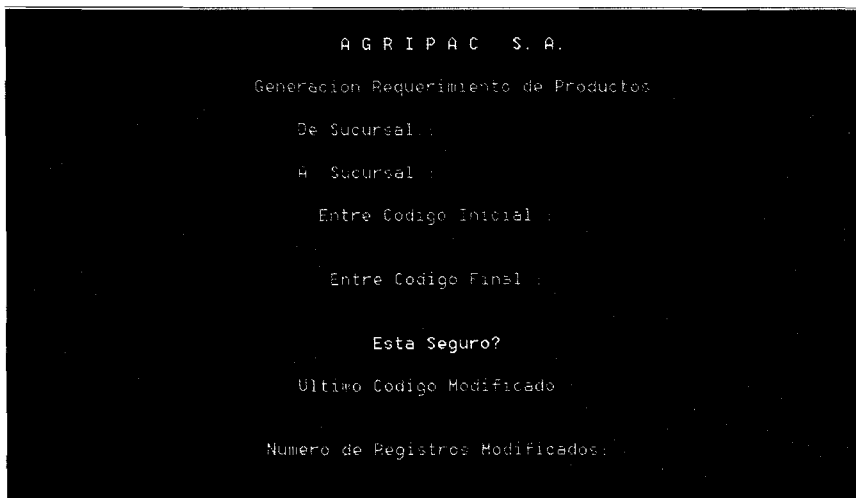 A G R I P A C   S. A.
Generacion Requerimiento de Productos
De Sucursal :
A  Sucursal :
Entre Codigo Inicial :
Entre Codigo Final :
Esta Seguro?
Ultimo Codigo Modificado :
Numero de Registros Modificados: